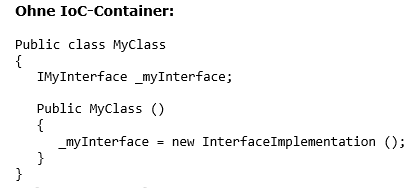 Ohne IoC-Container:
Public class MyClass
{
IMyInterface _myInterface;
Public MyClass ()
{
_myInterface = new InterfaceImplementation ();
}
}